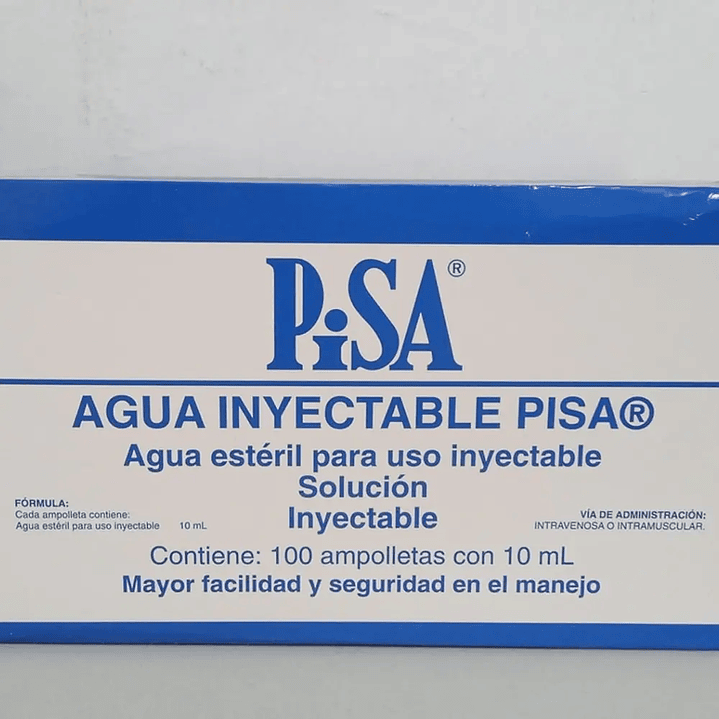 PiSA®
AGUA INYECTABLE PISA®
Agua estéril para uso inyectable
Solución
Inyectable
FÓRMULA:
Cada ampolleta contiene:
Agua estéril para uso inyectable 10 mL
VÍA DE ADMINISTRACIÓN:
INTRAVENOSA O INTRAMUSCULAR.
Contiene: 100 ampolletas con 10 mL
Mayor facilidad y seguridad en el manejo